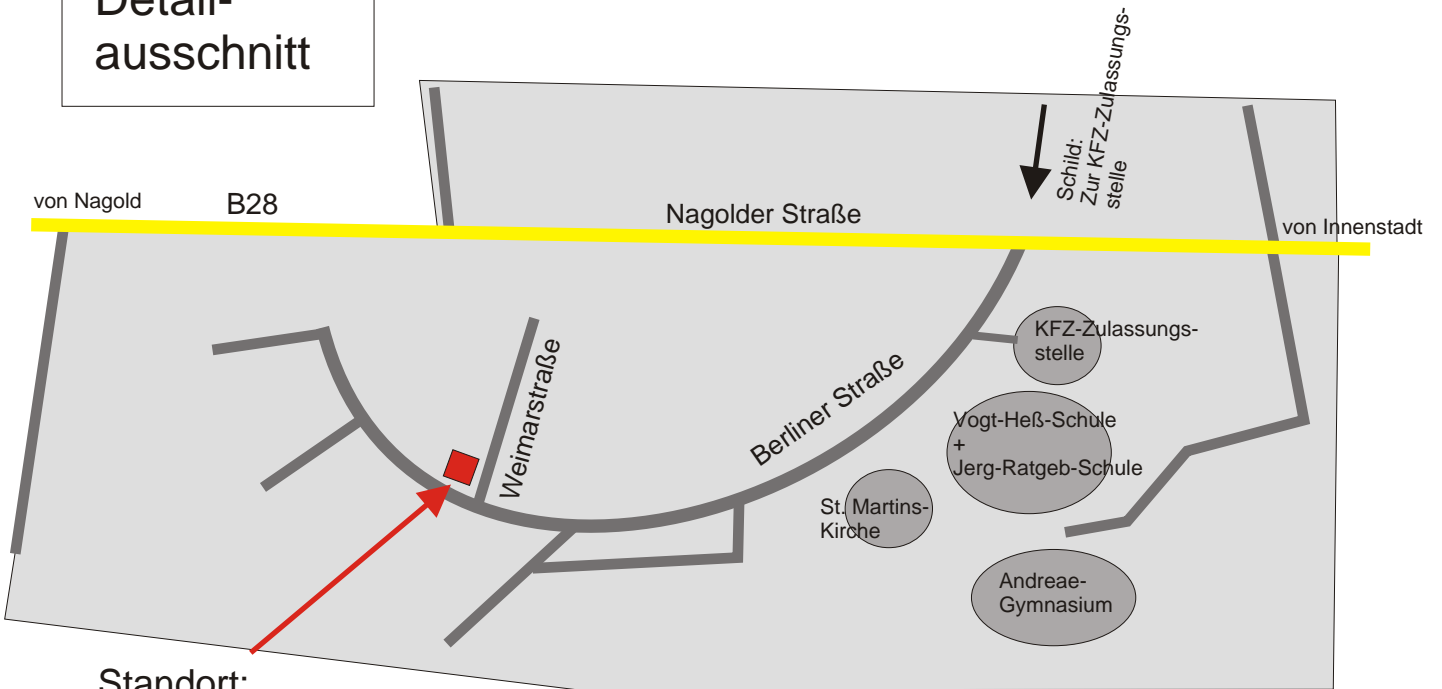 Detail-
ausschnitt
Schild:
Zur KFZ-Zulassungs-
stelle
von Nagold
B28
Nagolder Straße
von Innenstadt
KFZ-Zulassungs-
stelle
Weimarstraße
Berliner Straße
Vogt-Heß-Schule
+
Jerg-Ratgeb-Schule
St. Martins-
Kirche
Andreae-
Gymnasium
Standort: